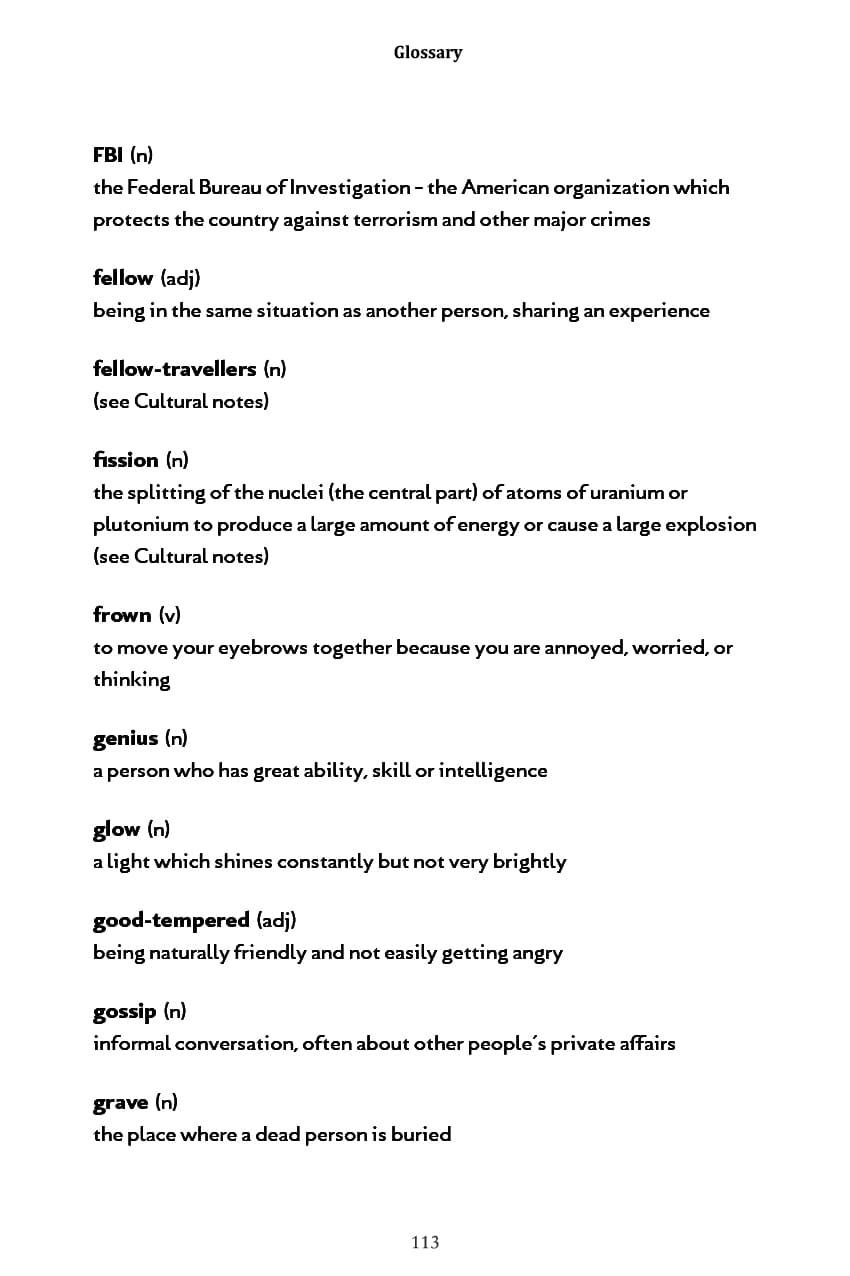 Glossary
FBI (n)
the Federal Bureau of Investigation – the American organization which
protects the country against terrorism and other major crimes
fellow (adj)
being in the same situation as another person, sharing an experience
fellow-travellers (n)
(see Cultural notes)
fission (n)
the splitting of the nuclei (the central part) of atoms of uranium or
plutonium to produce a large amount of energy or cause a large explosion
(see Cultural notes)
frown (v)
to move your eyebrows together because you are annoyed, worried, or
thinking
genius (n)
a person who has great ability, skill or intelligence
glow (n)
a light which shines constantly but not very brightly
good-tempered (adj)
being naturally friendly and not easily getting angry
gossip (n)
informal conversation, often about other people´s private affairs
grave (n)
the place where a dead person is buried
113